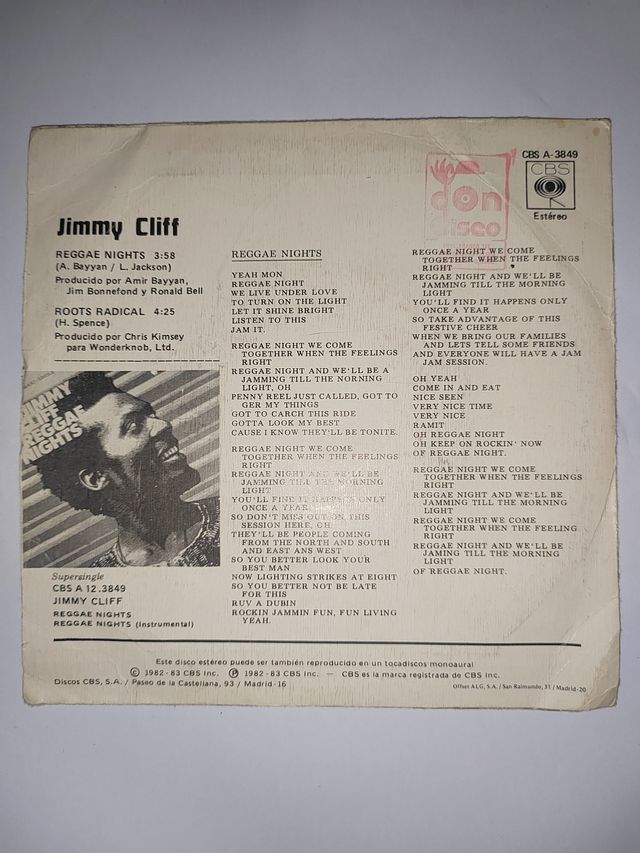 CBS A-3849
CBS
Estéreo
don
disco
Jimmy Cliff
REGGAE NIGHTS 3:58
(A. Bayyan / L. Jackson)
Producido por Amir Bayyan,
Jim Bonnefond y Ronald Bell
ROOTS RADICAL 4:25
(H. Spence)
Producido por Chris Kimsey
para Wonderknob, Ltd.
JIMMY
CLIFF
REGGAE
NIGHTS
Supersingle
CBS A 12.3849
JIMMY CLIFF
REGGAE NIGHTS
REGGAE NIGHTS (Instrumental)
REGGAE NIGHTS
YEAH MON
REGGAE NIGHT
WE LIVE UNDER LOVE
TO TURN ON THE LIGHT
LET IT SHINE BRIGHT
LISTEN TO THIS
JAM IT.
REGGAE NIGHT WE COME
TOGETHER WHEN THE FEELINGS
RIGHT
REGGAE NIGHT AND WE'LL BE A
JAMMING TILL THE NORNING
LIGHT, OH
PENNY REEL JUST CALLED, GOT TO
GER MY THINGS
GOT TO CARCH THIS RIDE
GOTTA LOOK MY BEST
CAUSE I KNOW THEY'LL BE TONITE.
REGGAE NIGHT WE COME
TOGETHER WHEN THE FEELINGS
RIGHT
REGGAE NIGHT AND WE'LL BE
JAMMING TILL THE MORNING
LIGHT
YOU'LL FIND IT HAPPENS ONLY
ONCE A YEAR
SO DON'T MISS OUT ON THIS
SESSION HERE, OH
THEY'LL BE PEOPLE COMING
FROM THE NORTH AND SOUTH
AND EAST ANS WEST
SO YOU BETTER LOOK YOUR
BEST MAN
NOW LIGHTING STRIKES AT EIGHT
SO YOU BETTER NOT BE LATE
FOR THIS
RUV A DUBIN
ROCKIN JAMMIN FUN, FUN LIVING
YEAH.
REGGAE NIGHT WE COME
TOGETHER WHEN THE FEELINGS
RIGHT
REGGAE NIGHT AND WE'LL BE
JAMMING TILL THE MORNING
LIGHT
YOU'LL FIND IT HAPPENS ONLY
ONCE A YEAR
SO TAKE ADVANTAGE OF THIS
FESTIVE CHEER
WHEN WE BRING OUR FAMILIES
AND LETS TELL SOME FRIENDS
AND EVERYONE WILL HAVE A JAM
JAM SESSION.
OH YEAH
COME IN AND EAT
NICE SEEN
VERY NICE TIME
VERY NICE
RAMIT
OH REGGAE NIGHT
OH KEEP ON ROCKIN' NOW
OF REGGAE NIGHT.
REGGAE NIGHT WE COME
TOGETHER WHEN THE FEELINGS
RIGHT
REGGAE NIGHT AND WE'LL BE
JAMMING TILL THE MORNING
LIGHT
REGGAE NIGHT WE COME
TOGETHER WHEN THE FEELING
RIGHT
REGGAE NIGHT AND WE'LL BE
JAMING TILL THE MORNING
LIGHT
OF REGGAE NIGHT.
Este disco estéreo puede ser también reproducido en un tocadiscos monoaural
© 1982-83 CBS Inc. Ⓟ 1982-83 CBS Inc. — CBS es la marca registrada de CBS Inc.
Discos CBS, S.A. / Paseo de la Castellana, 93 / Madrid-16
Offset ALG, S.A. / San Raimundo, 31 / Madrid-20